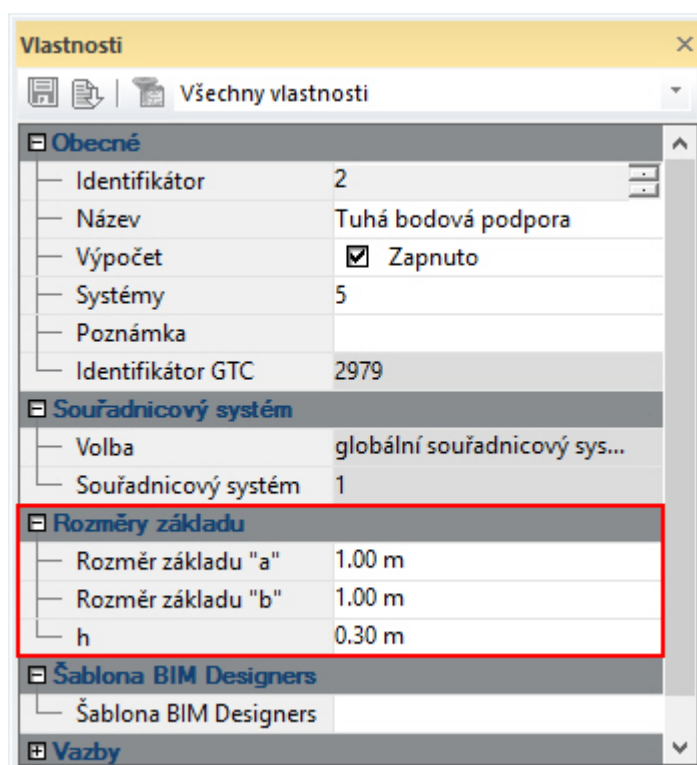 Vlastnosti
Všechny vlastnosti
Obecné
Identifikátor 2
Název Tuhá bodová podpora
Výpočet Zapnuto
Systémy 5
Poznámka
Identifikátor GTC 2979
Souřadnicový systém
Volba globální souřadnicový sys...
Souřadnicový systém 1
Rozměry základu
Rozměr základu "a" 1.00 m
Rozměr základu "b" 1.00 m
h 0.30 m
Šablona BIM Designers
Šablona BIM Designers
Vazby